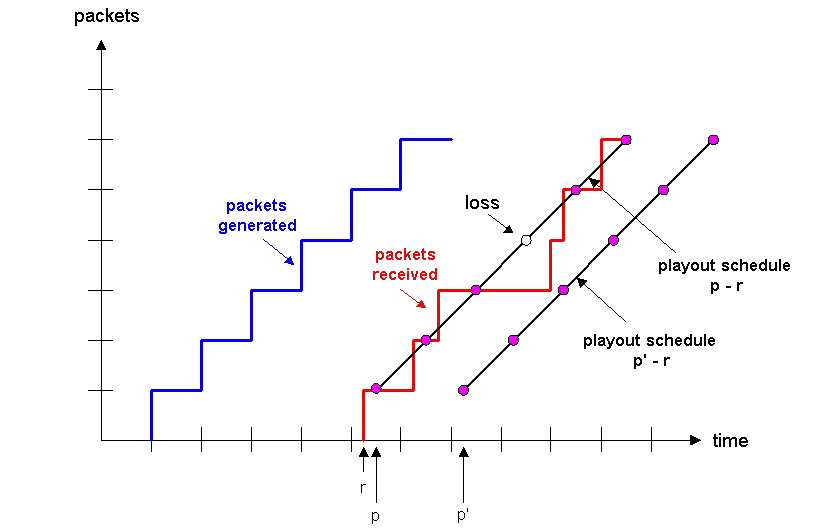 packets
packets
generated
loss
packets
received
playout schedule
p - r
playout schedule
p' - r
time
r
p
p'